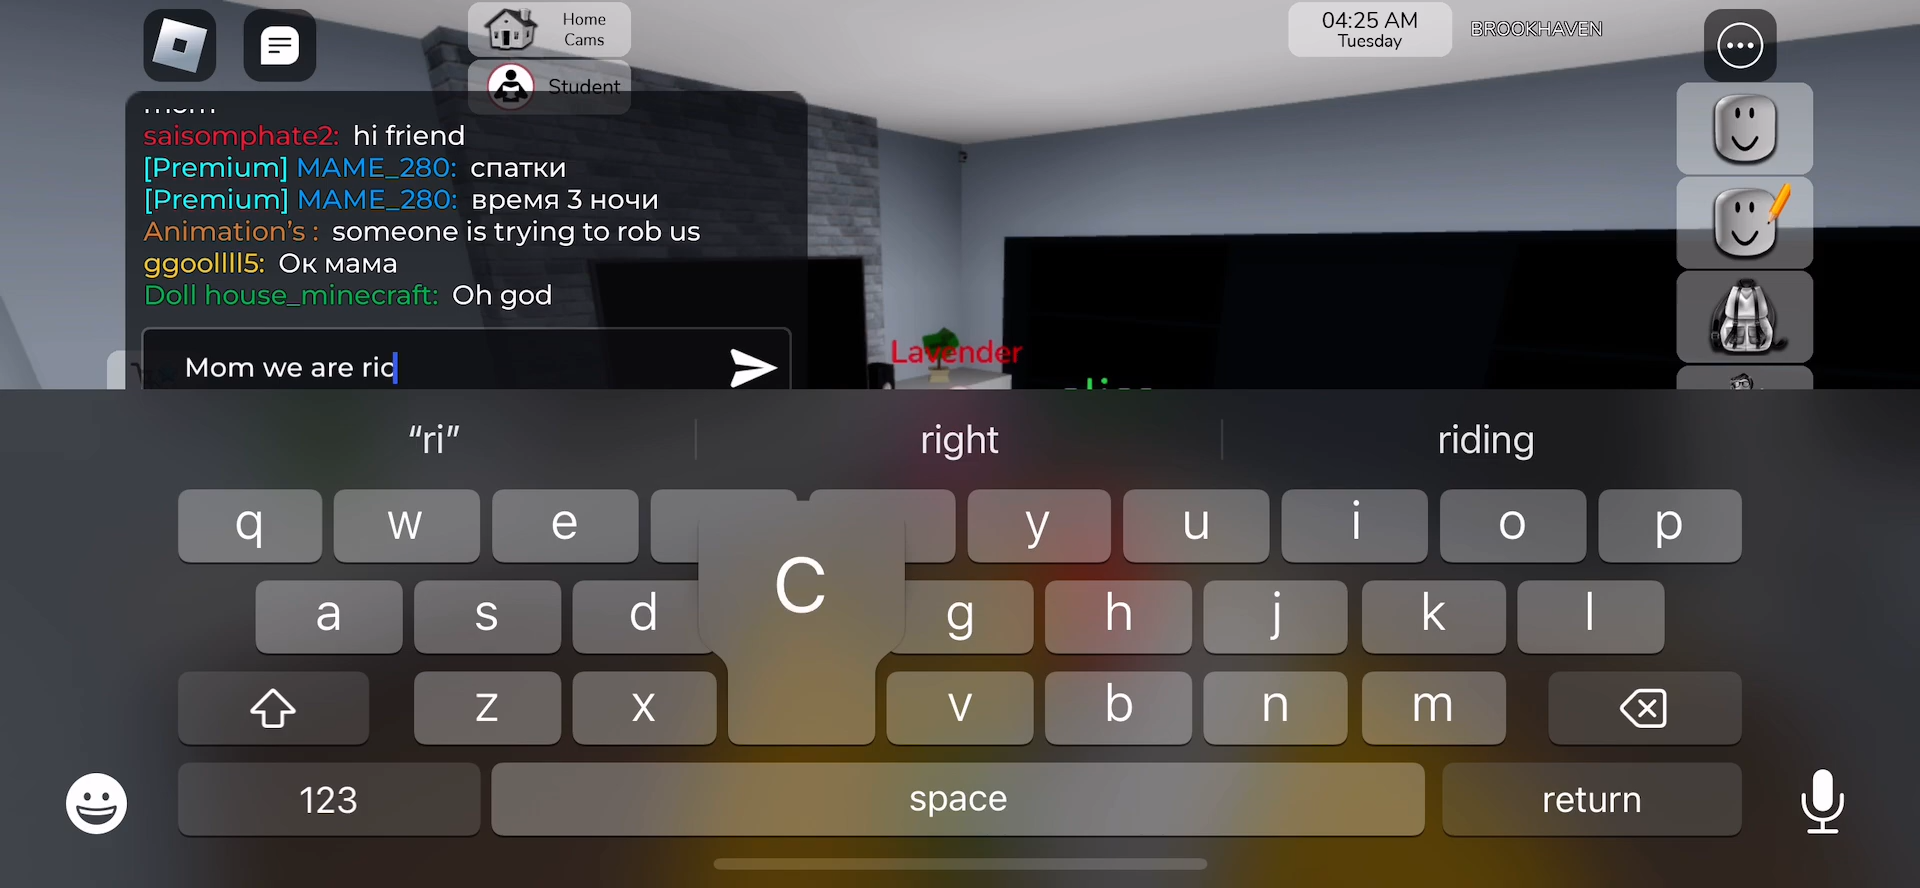 Home
Cams
Student
04:25 AM
Tuesday
BROOKHAVEN
mom
saisomphate2: hi friend
[Premium] MAME_280: спатки
[Premium] MAME_280: время 3 ночи
Animation's : someone is trying to rob us
ggoollll5: Ок мама
Doll house_minecraft: Oh god
Mom we are ric
Lavender
“ri” right riding
q w e y u i o p
a s d C g h j k l
z x v b n m
123 space return